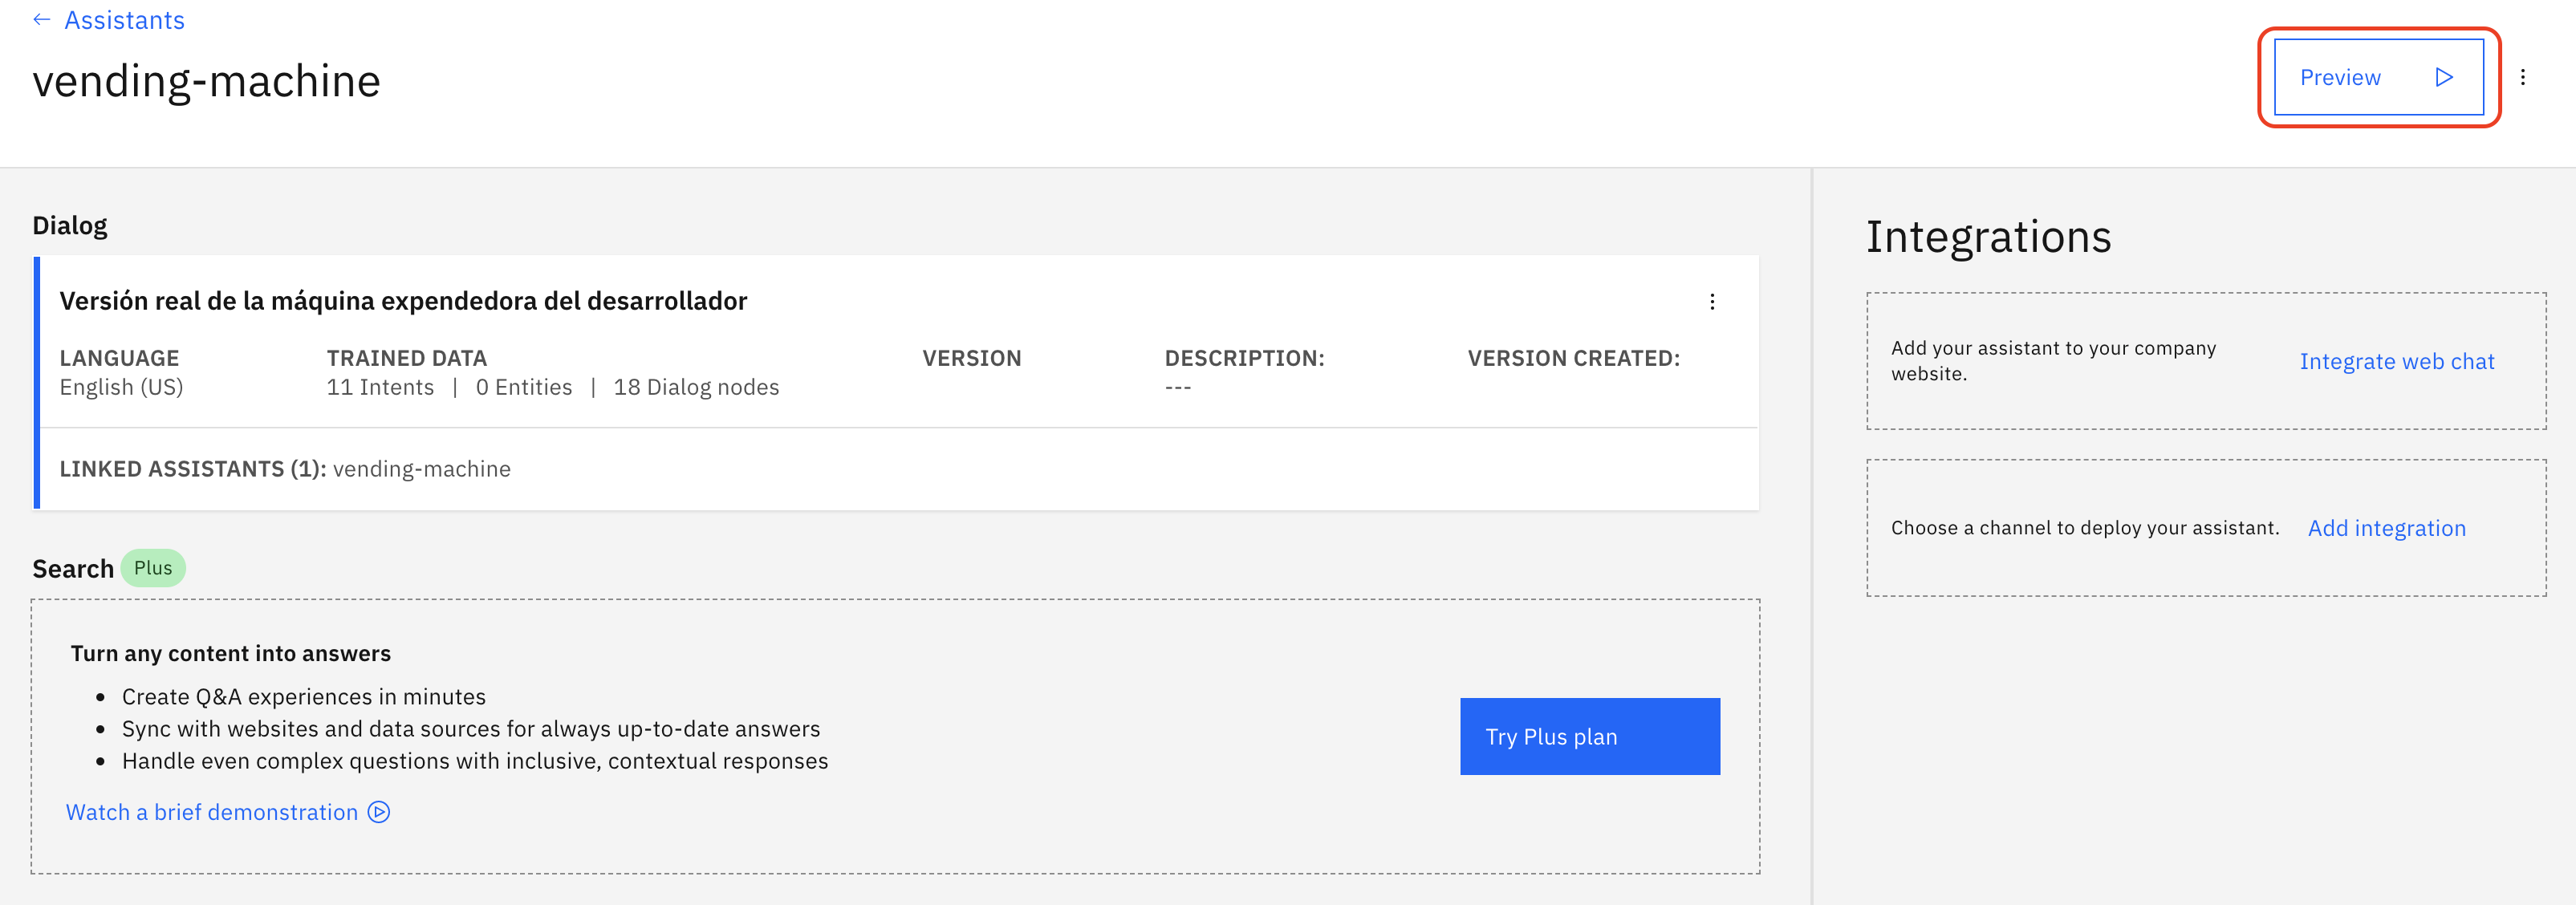 ← Assistants
vending-machine
Preview
Dialog
Versión real de la máquina expendedora del desarrollador
LANGUAGE TRAINED DATA VERSION DESCRIPTION: VERSION CREATED:
English (US) 11 Intents | 0 Entities | 18 Dialog nodes ---
LINKED ASSISTANTS (1): vending-machine
Search Plus
Turn any content into answers
• Create Q&A experiences in minutes
• Sync with websites and data sources for always up-to-date answers
• Handle even complex questions with inclusive, contextual responses
Try Plus plan
Watch a brief demonstration
Integrations
Add your assistant to your company
website.
Integrate web chat
Choose a channel to deploy your assistant. Add integration